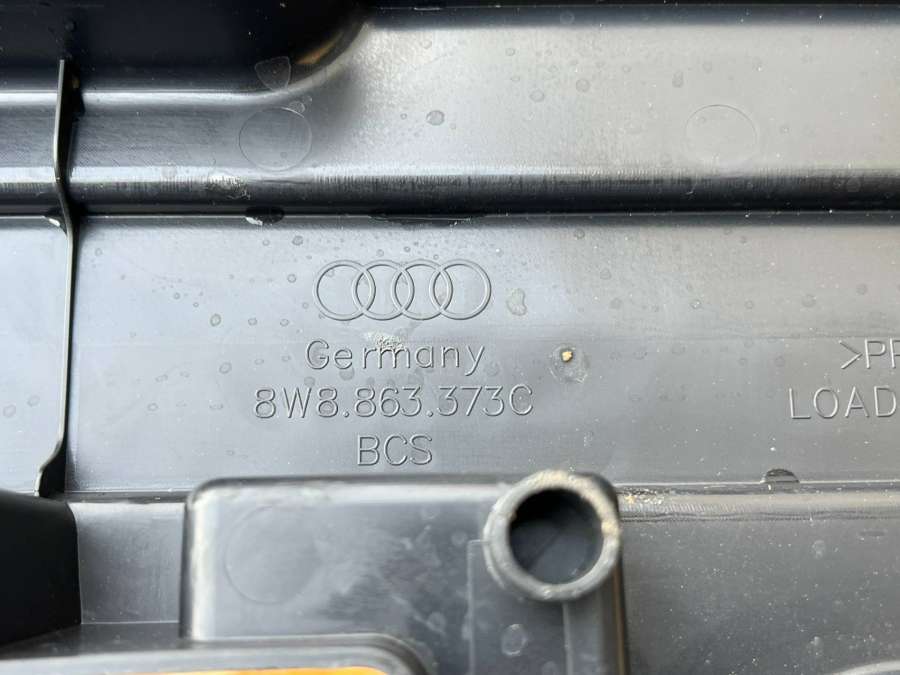 Germany
8W8.863.373C
BCS
>PP
LOAD